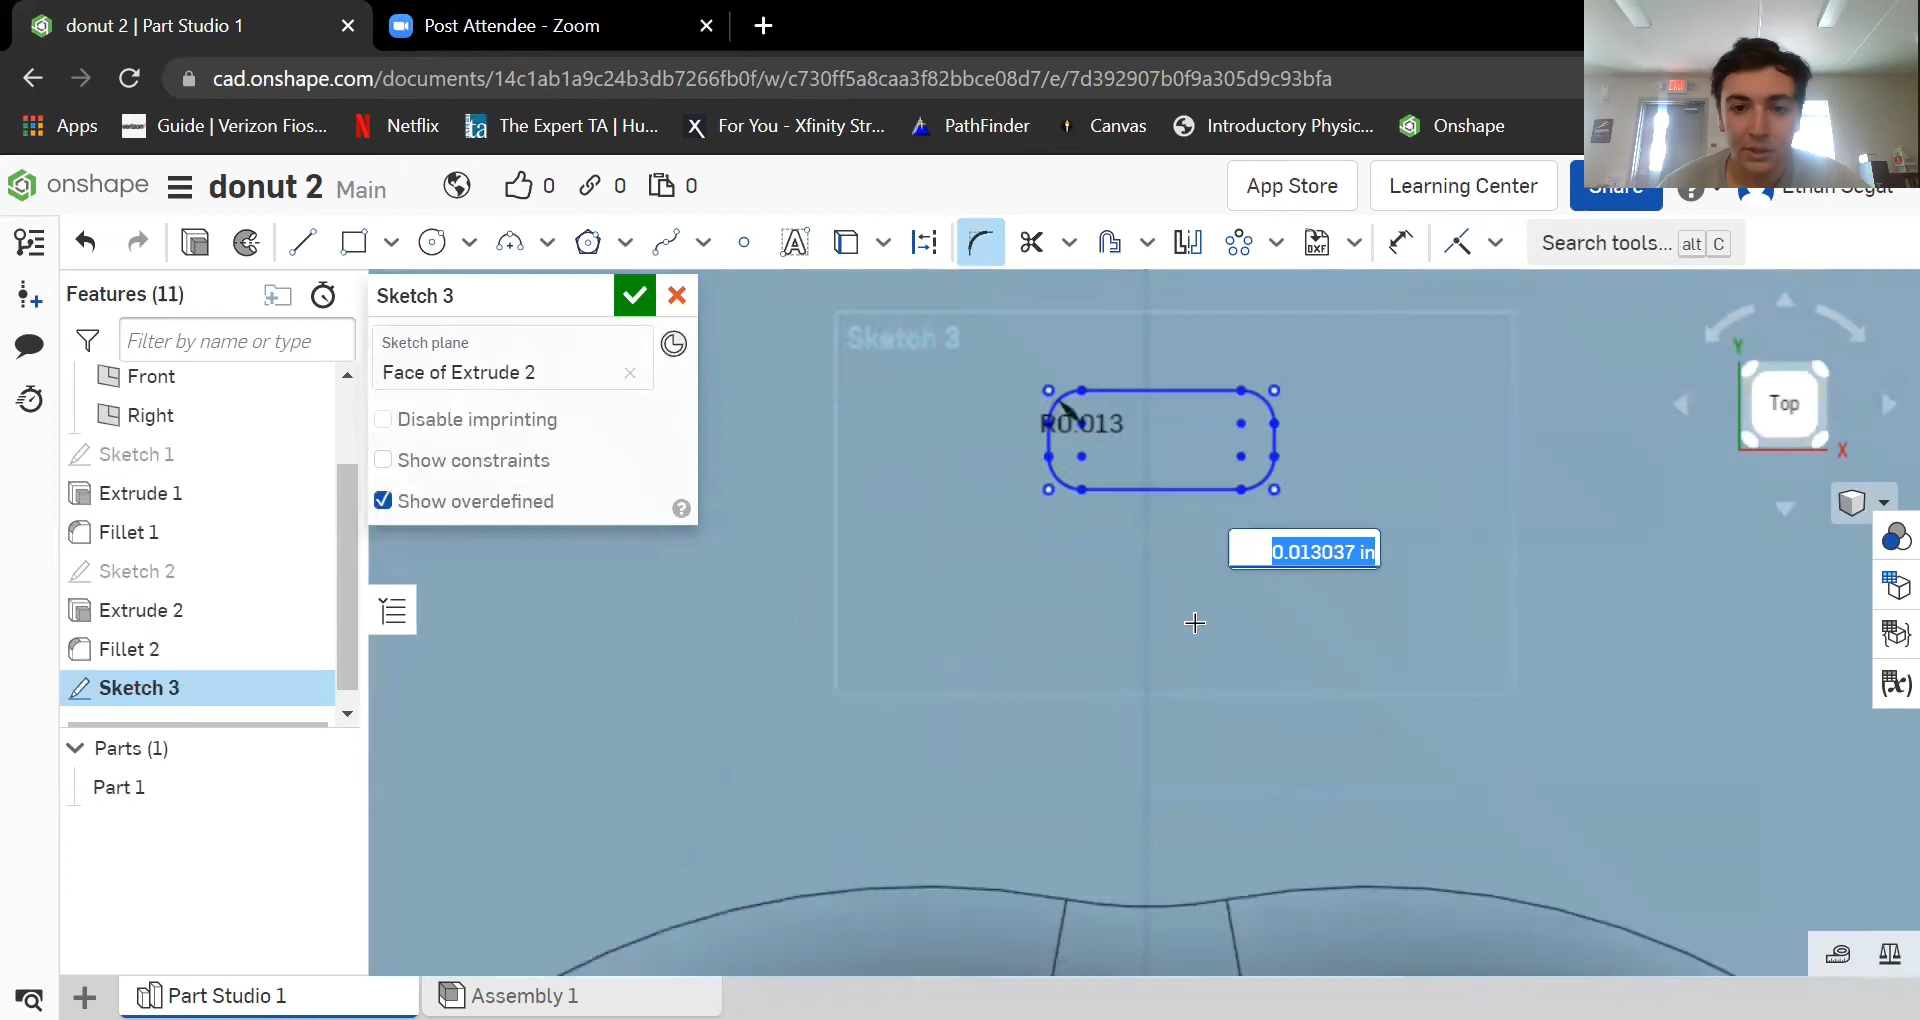 donut 2 | Part Studio 1
Post Attendee - Zoom
cad.onshape.com/documents/14c1ab1a9c24b3db7266fb0f/w/c730ff5a8caa3f82bbce08d7/e/7d392907b0f9a305d9c93bfa
Apps
Guide | Verizon Fios...
Netflix
ta
The Expert TA | Hu...
X
For You - Xfinity Str...
PathFinder
Canvas
Introductory Physic...
Onshape
EXIT
onshape
donut 2 Main
0
0
0
App Store
Learning Center
Share
Search tools... alt C
DXF
Features (11)
Filter by name or type
Front
Right
Sketch 1
Extrude 1
Fillet 1
Sketch 2
Extrude 2
Fillet 2
Sketch 3
Parts (1)
Part 1
Sketch 3
Sketch plane
Face of Extrude 2
Disable imprinting
Show constraints
Show overdefined
Sketch 3
R0.013
0.013037 in
Y
Top
X
(x)
Part Studio 1
Assembly 1